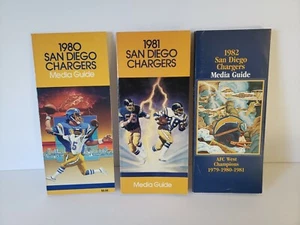 1980
SAN DIEGO
CHARGERS
Media Guide
1981
SAN DIEGO
CHARGERS
Media Guide
1982
San Diego
Chargers
Media Guide
AFC West
Champions
1979-1980-1981